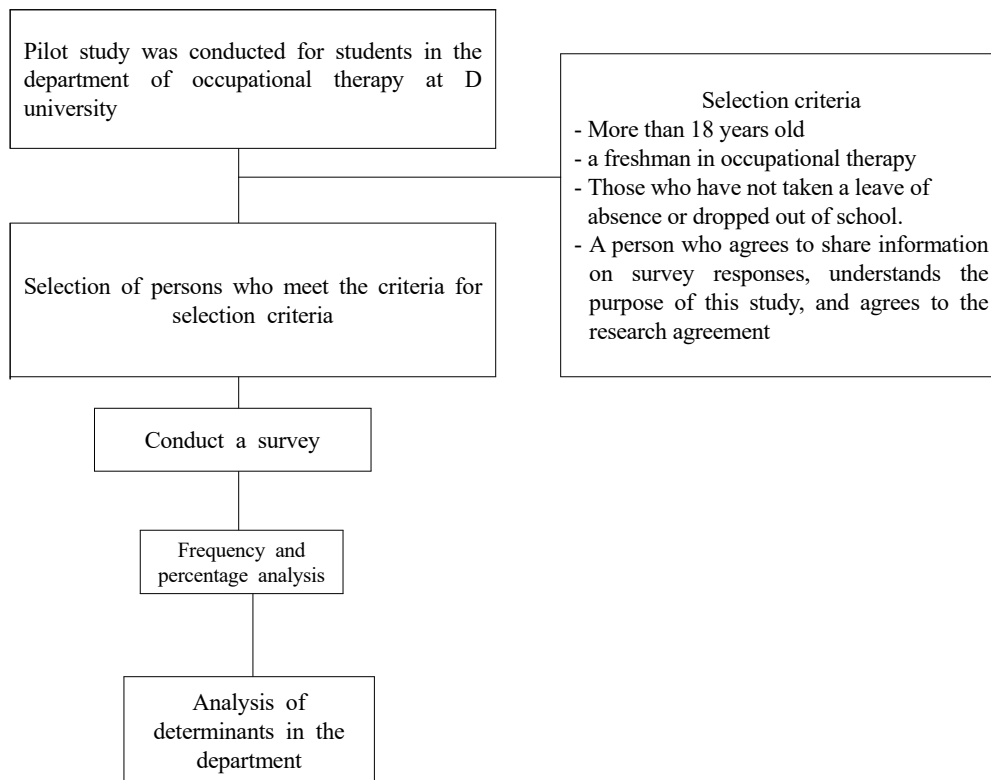 Pilot study was conducted for students in the
department of occupational therapy at D
university
Selection criteria
- More than 18 years old
- a freshman in occupational therapy
- Those who have not taken a leave of
absence or dropped out of school.
- A person who agrees to share information
on survey responses, understands the
purpose of this study, and agrees to the
research agreement
Selection of persons who meet the criteria for
selection criteria
Conduct a survey
Frequency and
percentage analysis
Analysis of
determinants in the
department